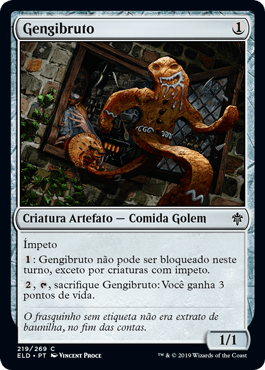 Gengibruto 1
Criatura Artefato — Comida Golem
Ímpeto
1: Gengibruto não pode ser bloqueado neste
turno, exceto por criaturas com ímpeto.
2, T, sacrifique Gengibruto: Você ganha 3
pontos de vida.
O frasquinho sem etiqueta não era extrato de
baunilha, no fim das contas.
1/1
219/269 C
ELD • PT VINCENT PROCE
™ & © 2019 Wizards of the Coast